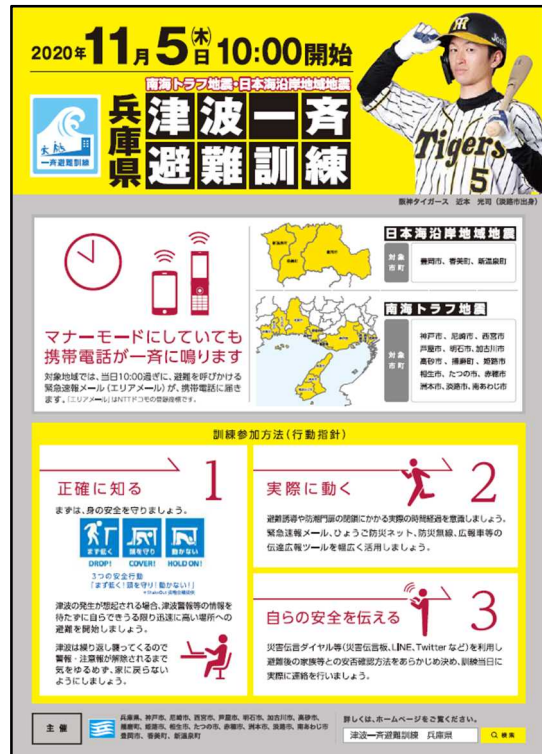 2020年11月5日(木)10:00開始
南海トラフ地震・日本海沿岸地域地震
兵庫県
津波一斉
避難訓練
一斉避難訓練
Tigers
5
阪神タイガース 近本 光司(淡路市出身)
マナーモードにしていても
携帯電話が一斉に鳴ります
対象地域では、当日10:00過ぎに、避難を呼びかける
緊急速報メール(エリアメール)が、携帯電話に届き
ます。「エリアメール」はNTTドコモの登録商標です。
日本海沿岸地域地震
対象市町
豊岡市、香美町、新温泉町
南海トラフ地震
対象市町
神戸市、尼崎市、西宮市
芦屋市、明石市、加古川市
高砂市、播磨町、姫路市
相生市、たつの市、赤穂市
洲本市、淡路市、南あわじ市
訓練参加方法(行動指針)
1
正確に知る
まずは、身の安全を守りましょう。
まず低く
頭を守り
動かない
DROP!
COVER!
HOLD ON!
3つの安全行動
「まず低く!頭を守り!動かない!」
津波の発生が想起される場合、津波警報等の情報を
待たずに自らできうる限り迅速に高い場所への
避難を開始しましょう。
津波は繰り返し襲ってくるので
警報・注意報が解除されるまで
気をゆるめず、家に戻らない
ようにしましょう。
2
実際に動く
避難誘導や防潮門扉の閉鎖にかかる実際の時間経過を意識しましょう。
緊急速報メール、ひょうご防災ネット、防災無線、広報車等の
伝達広報ツールを幅広く活用しましょう。
3
自らの安全を伝える
災害伝言ダイヤル等(災害伝言板、LINE、Twitterなど)を利用し
避難後の家族等との安否確認方法をあらかじめ決め、訓練当日に
実際に連絡を行いましょう。
主催
兵庫県、神戸市、尼崎市、西宮市、芦屋市、明石市、加古川市、高砂市、
播磨町、姫路市、相生市、たつの市、赤穂市、洲本市、淡路市、南あわじ市
豊岡市、香美町、新温泉町
詳しくは、ホームページをご覧ください。
津波一斉避難訓練 兵庫県
検索